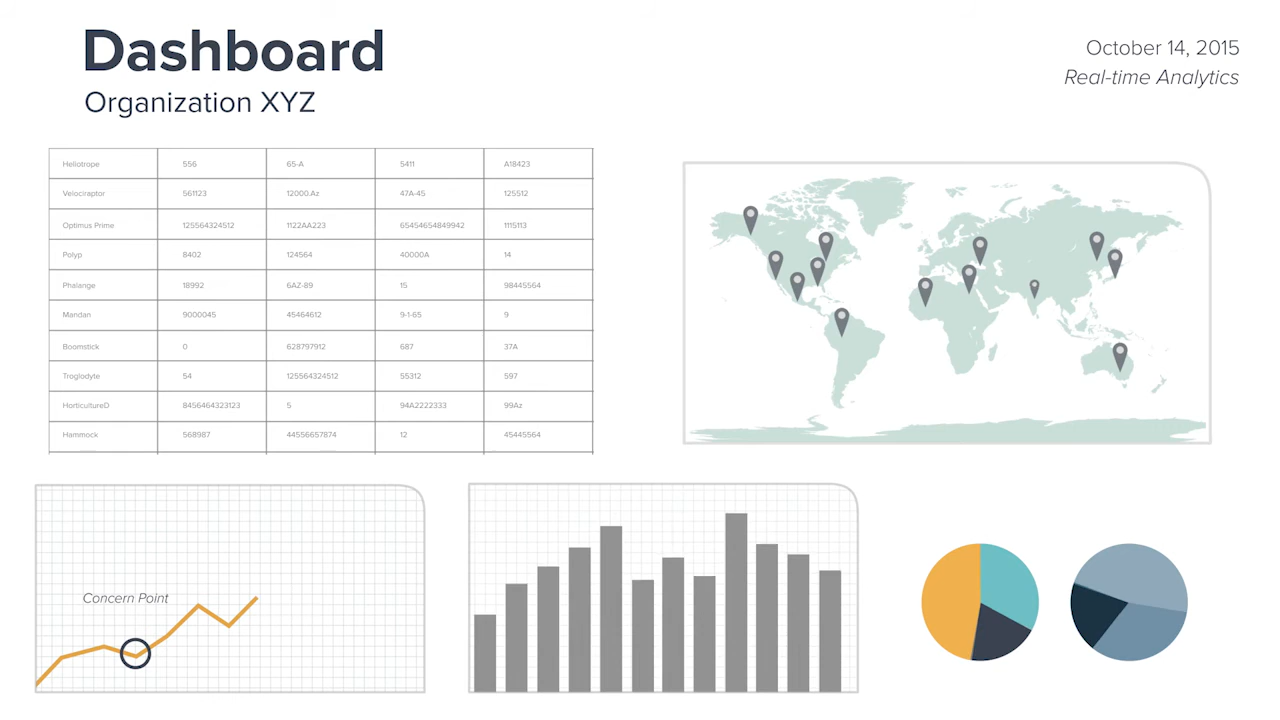 Dashboard
Organization XYZ
October 14, 2015
Real-time Analytics
Heliotrope 556 65-A 5411 A18423
Velociraptor 561123 12000.Az 47A-45 125512
Optimus Prime 125564324512 1122AA223 65454654849942 1115113
Polyp 8402 124564 40000A 14
Phalange 18992 6AZ-89 15 98445564
Mandan 9000045 45464612 9-1-65 9
Boomstick 0 628797912 687 37A
Troglodyte 54 125564324512 55312 597
HorticultureD 8456464323123 5 94A2222333 99Az
Hammock 568987 44556657874 12 45445564
Concern Point